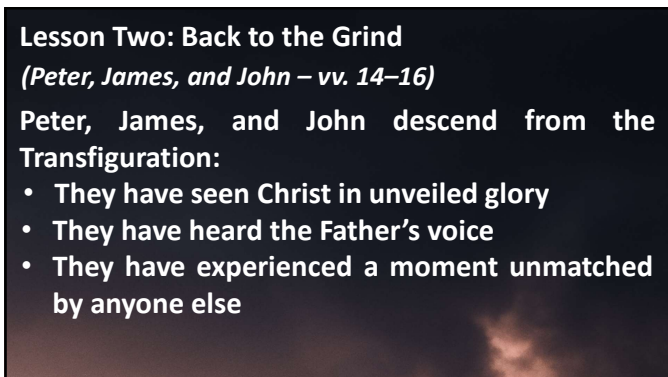 Lesson Two: Back to the Grind
(Peter, James, and John – vv. 14–16)
Peter, James, and John descend from the
Transfiguration:
• They have seen Christ in unveiled glory
• They have heard the Father’s voice
• They have experienced a moment unmatched
by anyone else